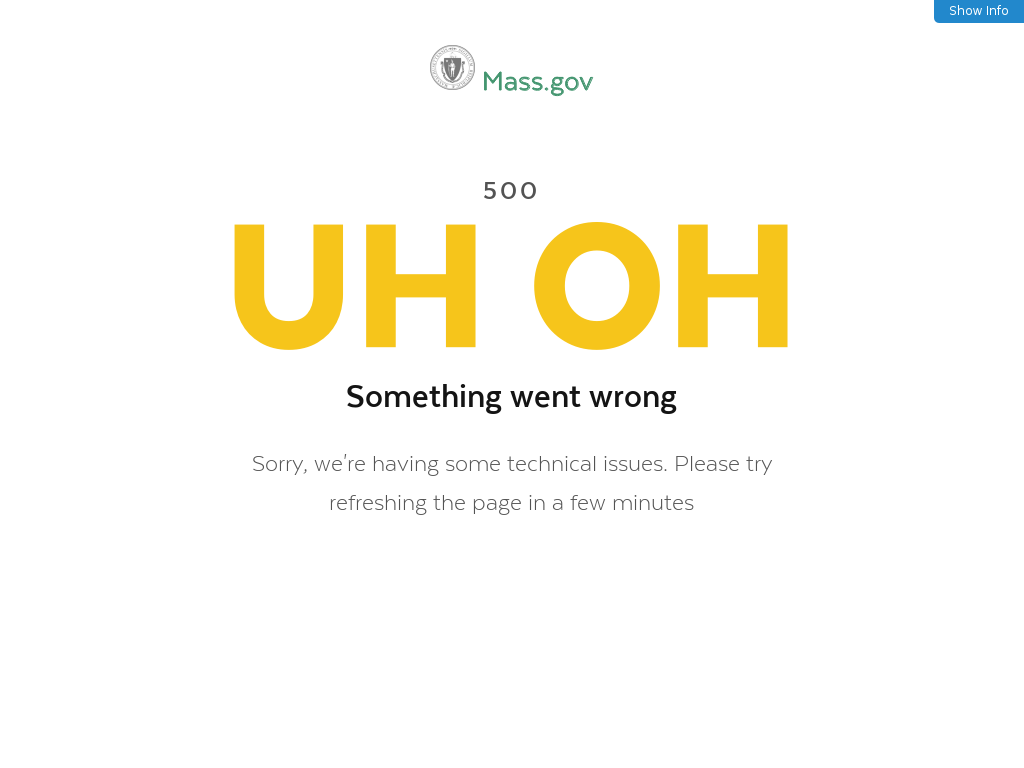 Show Info
Mass.gov
500
UH OH
Something went wrong
Sorry, we're having some technical issues. Please try
refreshing the page in a few minutes